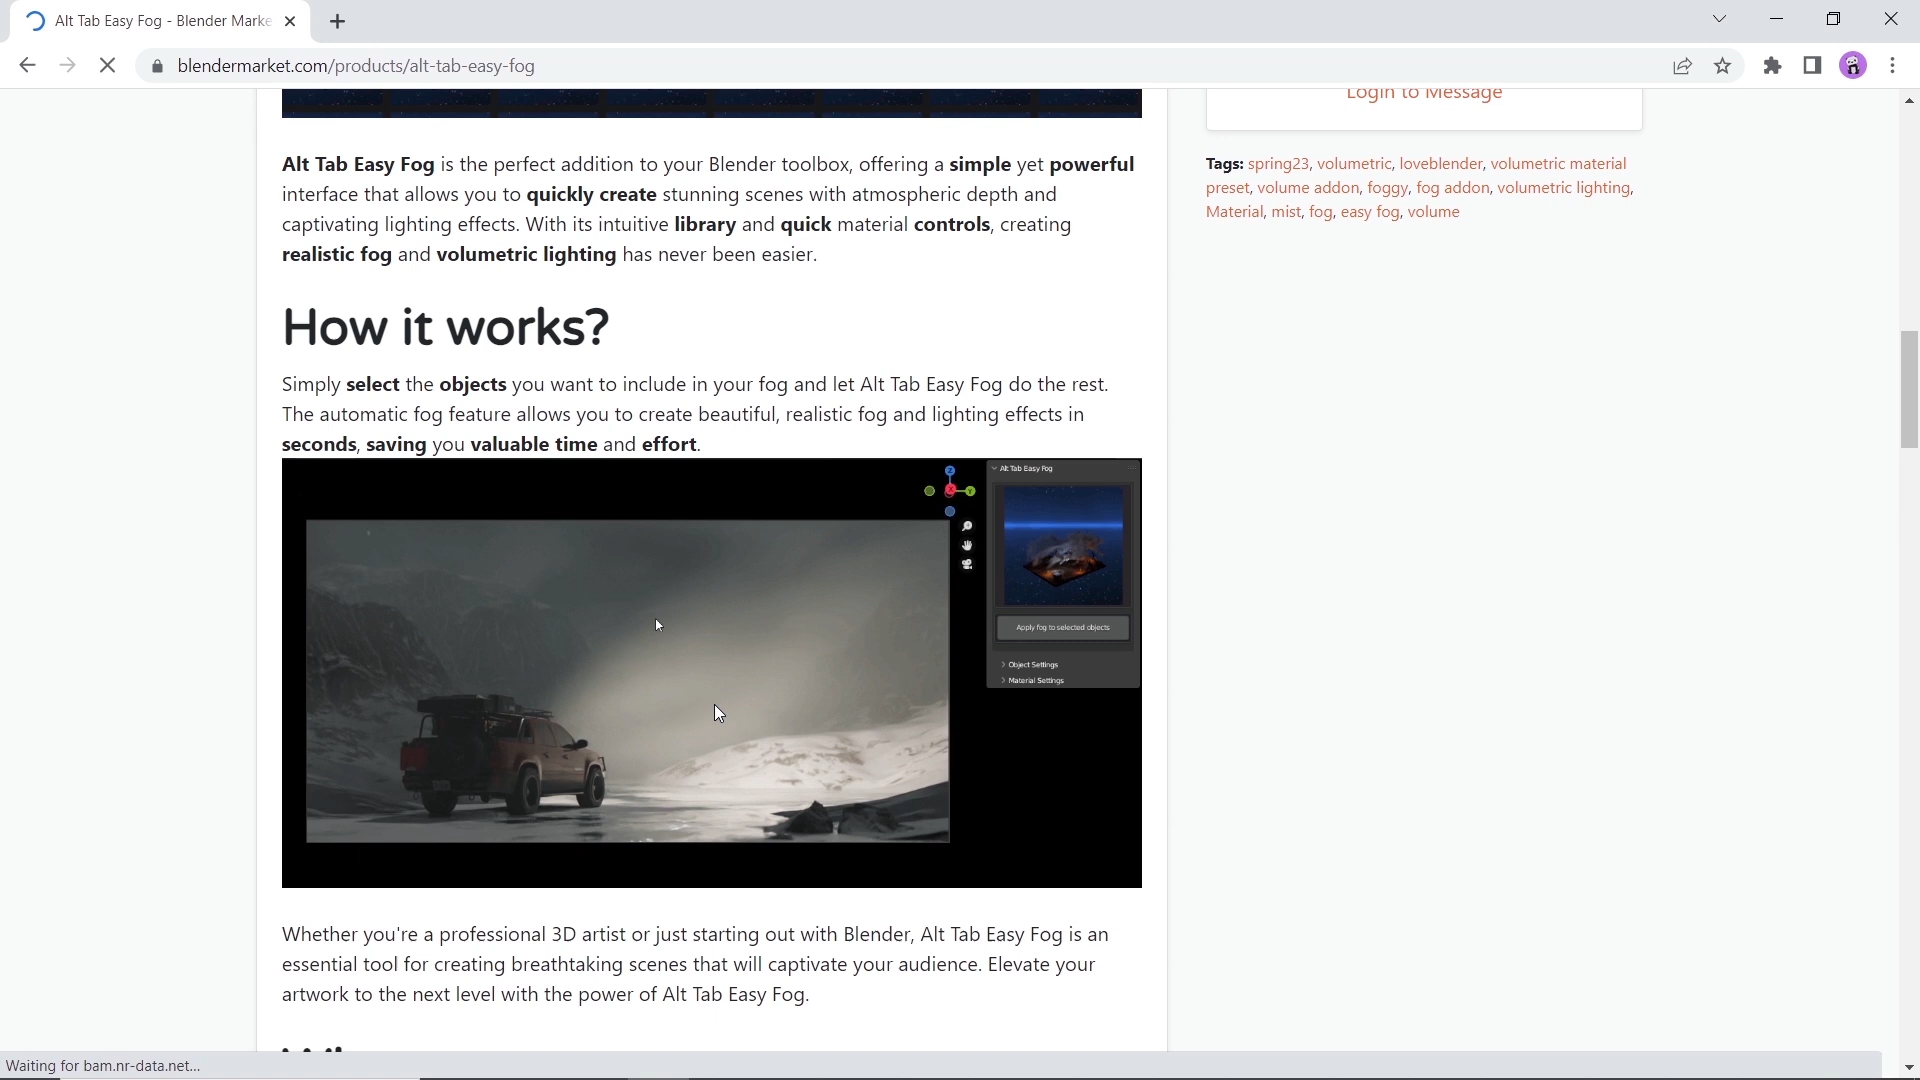 Alt Tab Easy Fog - Blender Marke
blendermarket.com/products/alt-tab-easy-fog
Login to Message
Alt Tab Easy Fog is the perfect addition to your Blender toolbox, offering a simple yet powerful
interface that allows you to quickly create stunning scenes with atmospheric depth and
captivating lighting effects. With its intuitive library and quick material controls, creating
realistic fog and volumetric lighting has never been easier.
Tags: spring23, volumetric, loveblender, volumetric material
preset, volume addon, foggy, fog addon, volumetric lighting,
Material, mist, fog, easy fog, volume
How it works?
Simply select the objects you want to include in your fog and let Alt Tab Easy Fog do the rest.
The automatic fog feature allows you to create beautiful, realistic fog and lighting effects in
seconds, saving you valuable time and effort.
Z
X
Y
Alt Tab Easy Fog
Apply fog to selected objects
Object Settings
Material Settings
Whether you're a professional 3D artist or just starting out with Blender, Alt Tab Easy Fog is an
essential tool for creating breathtaking scenes that will captivate your audience. Elevate your
artwork to the next level with the power of Alt Tab Easy Fog.
Waiting for bam.nr-data.net...